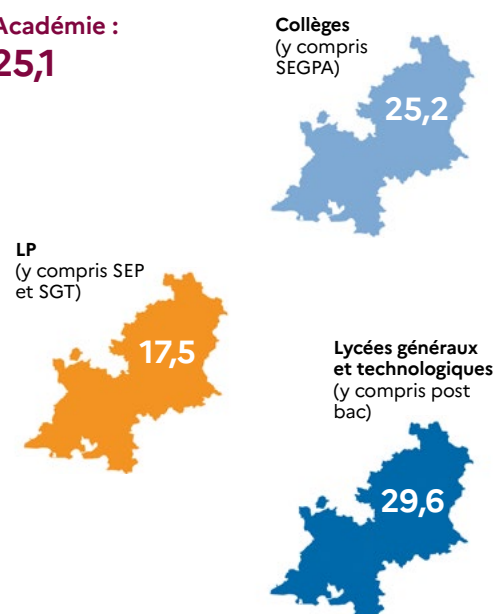 Académie :
25,1
Collèges
(y compris
SEGPA)
25,2
LP
(y compris SEP
et SGT)
17,5
Lycées généraux
et technologiques
(y compris post
bac)
29,6